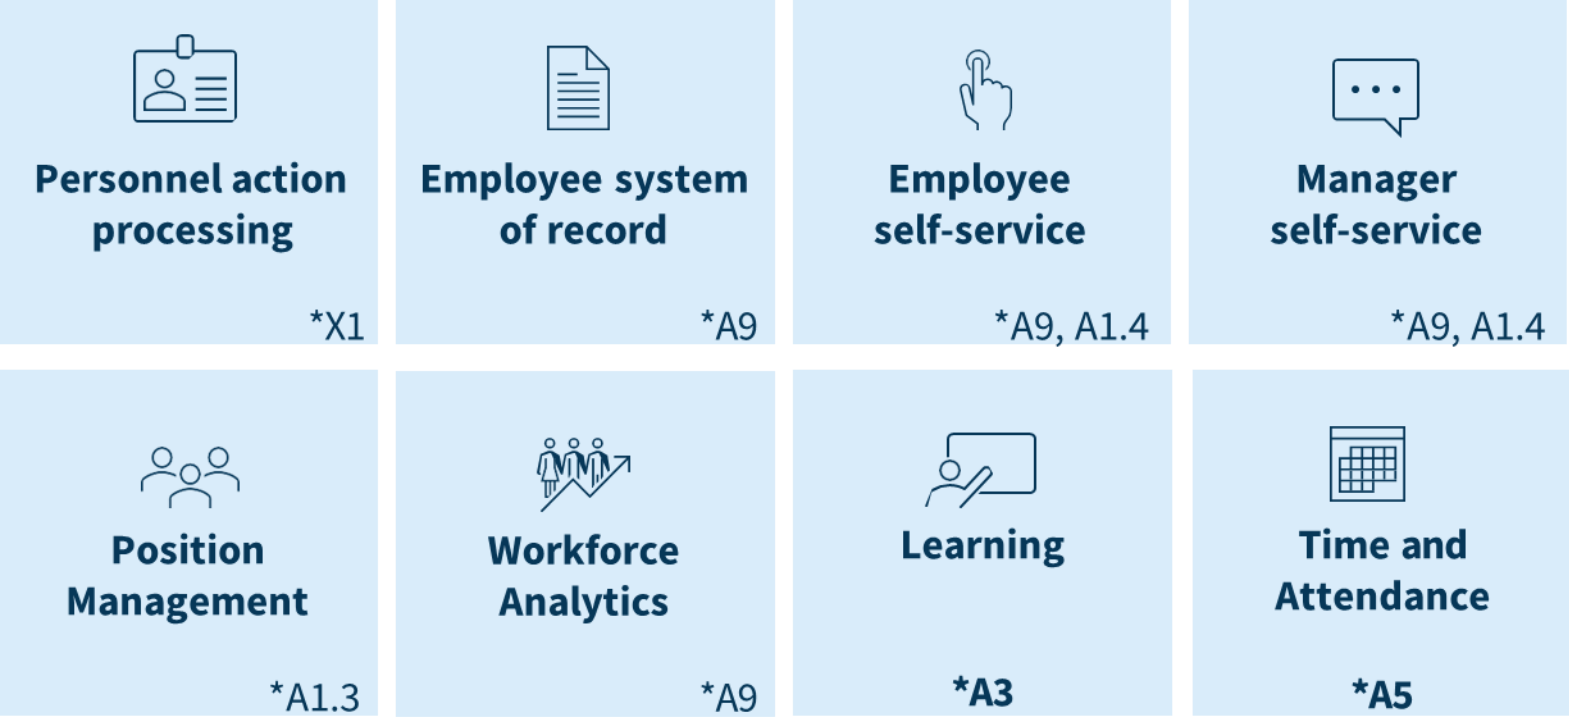 Personnel action
processing
*X1
Employee system
of record
*A9
Employee
self-service
*A9, A1.4
Manager
self-service
*A9, A1.4
Position
Management
*A1.3
Workforce
Analytics
*A9
Learning
*A3
Time and
Attendance
*A5